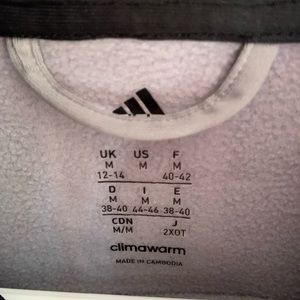 UK US F
M M M
12-14 40-42
D I E
M M M
38-40 44-46 38-40
CDN J
M/M 2XOT
climawarm
MADE IN CAMBODIA